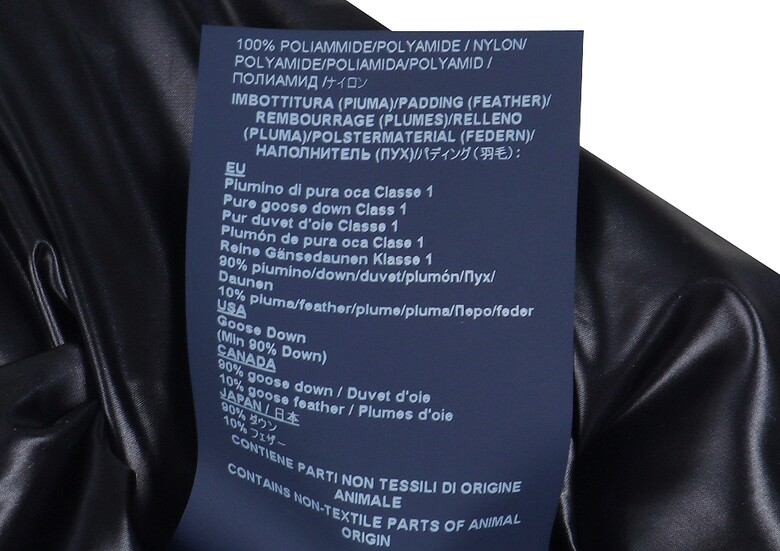 100% POLIAMMIDE/POLYAMIDE / NYLON/
POLYAMIDE/POLIAMIDA/POLYAMID /
ПОЛИАМИД /ナイロン
IMBOTTITURA (PIUMA)/PADDING (FEATHER)/
REMBOURRAGE (PLUMES)/RELLENO
(PLUMA)/POLSTERMATERIAL (FEDERN)/
НАПОЛНИТЕЛЬ (ПУХ)/パディング(羽毛):
EU
Piumino di pura oca Classe 1
Pure goose down Class 1
Pur duvet d'oie Classe 1
Plumón de pura oca Clase 1
Reine Gänsedaunen Klasse 1
90% piumino/down/duvet/plumón/Пух/
Daunen
10% piuma/feather/plume/pluma/Перо/feder
USA
Goose Down
(Min 90% Down)
CANADA
90% goose down / Duvet d'oie
10% goose feather / Plumes d'oie
JAPAN / 日本
90% ダウン
10% フェザー
CONTIENE PARTI NON TESSILI DI ORIGINE
ANIMALE
CONTAINS NON-TEXTILE PARTS OF ANIMAL
ORIGIN